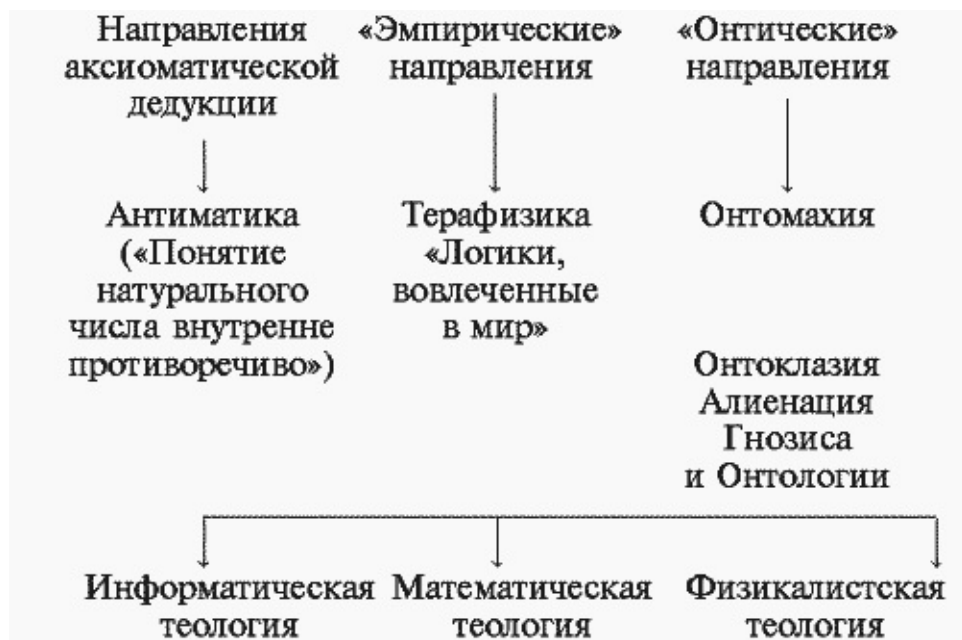 Направления
аксиоматической
дедукции
«Эмпирические»
направления
«Онтические»
направления
Антиматика
(«Понятие
натурального
числа внутренне
противоречиво»)
Терафизика
«Логики,
вовлеченные
в мир»
Онтомахия
Онтоклазия
Алиенация
Гнозиса
и Онтологии
Информатическая
теология
Математическая
теология
Физикалистская
теология